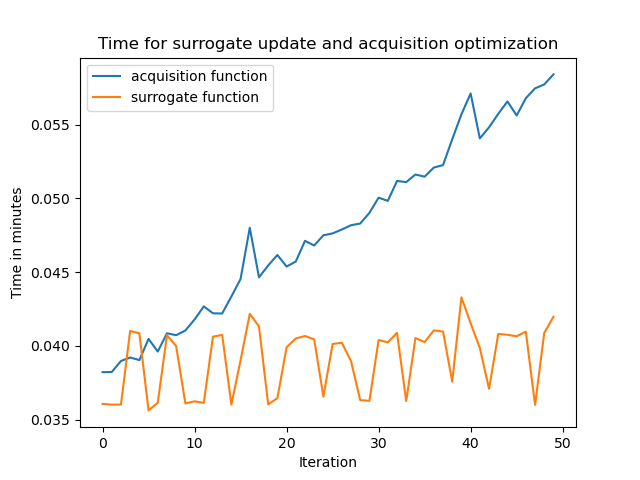 Time for surrogate update and acquisition optimization
acquisition function
surrogate function
0.055
0.050
0.045
0.040
0.035
Time in minutes
0 10 20 30 40 50
Iteration